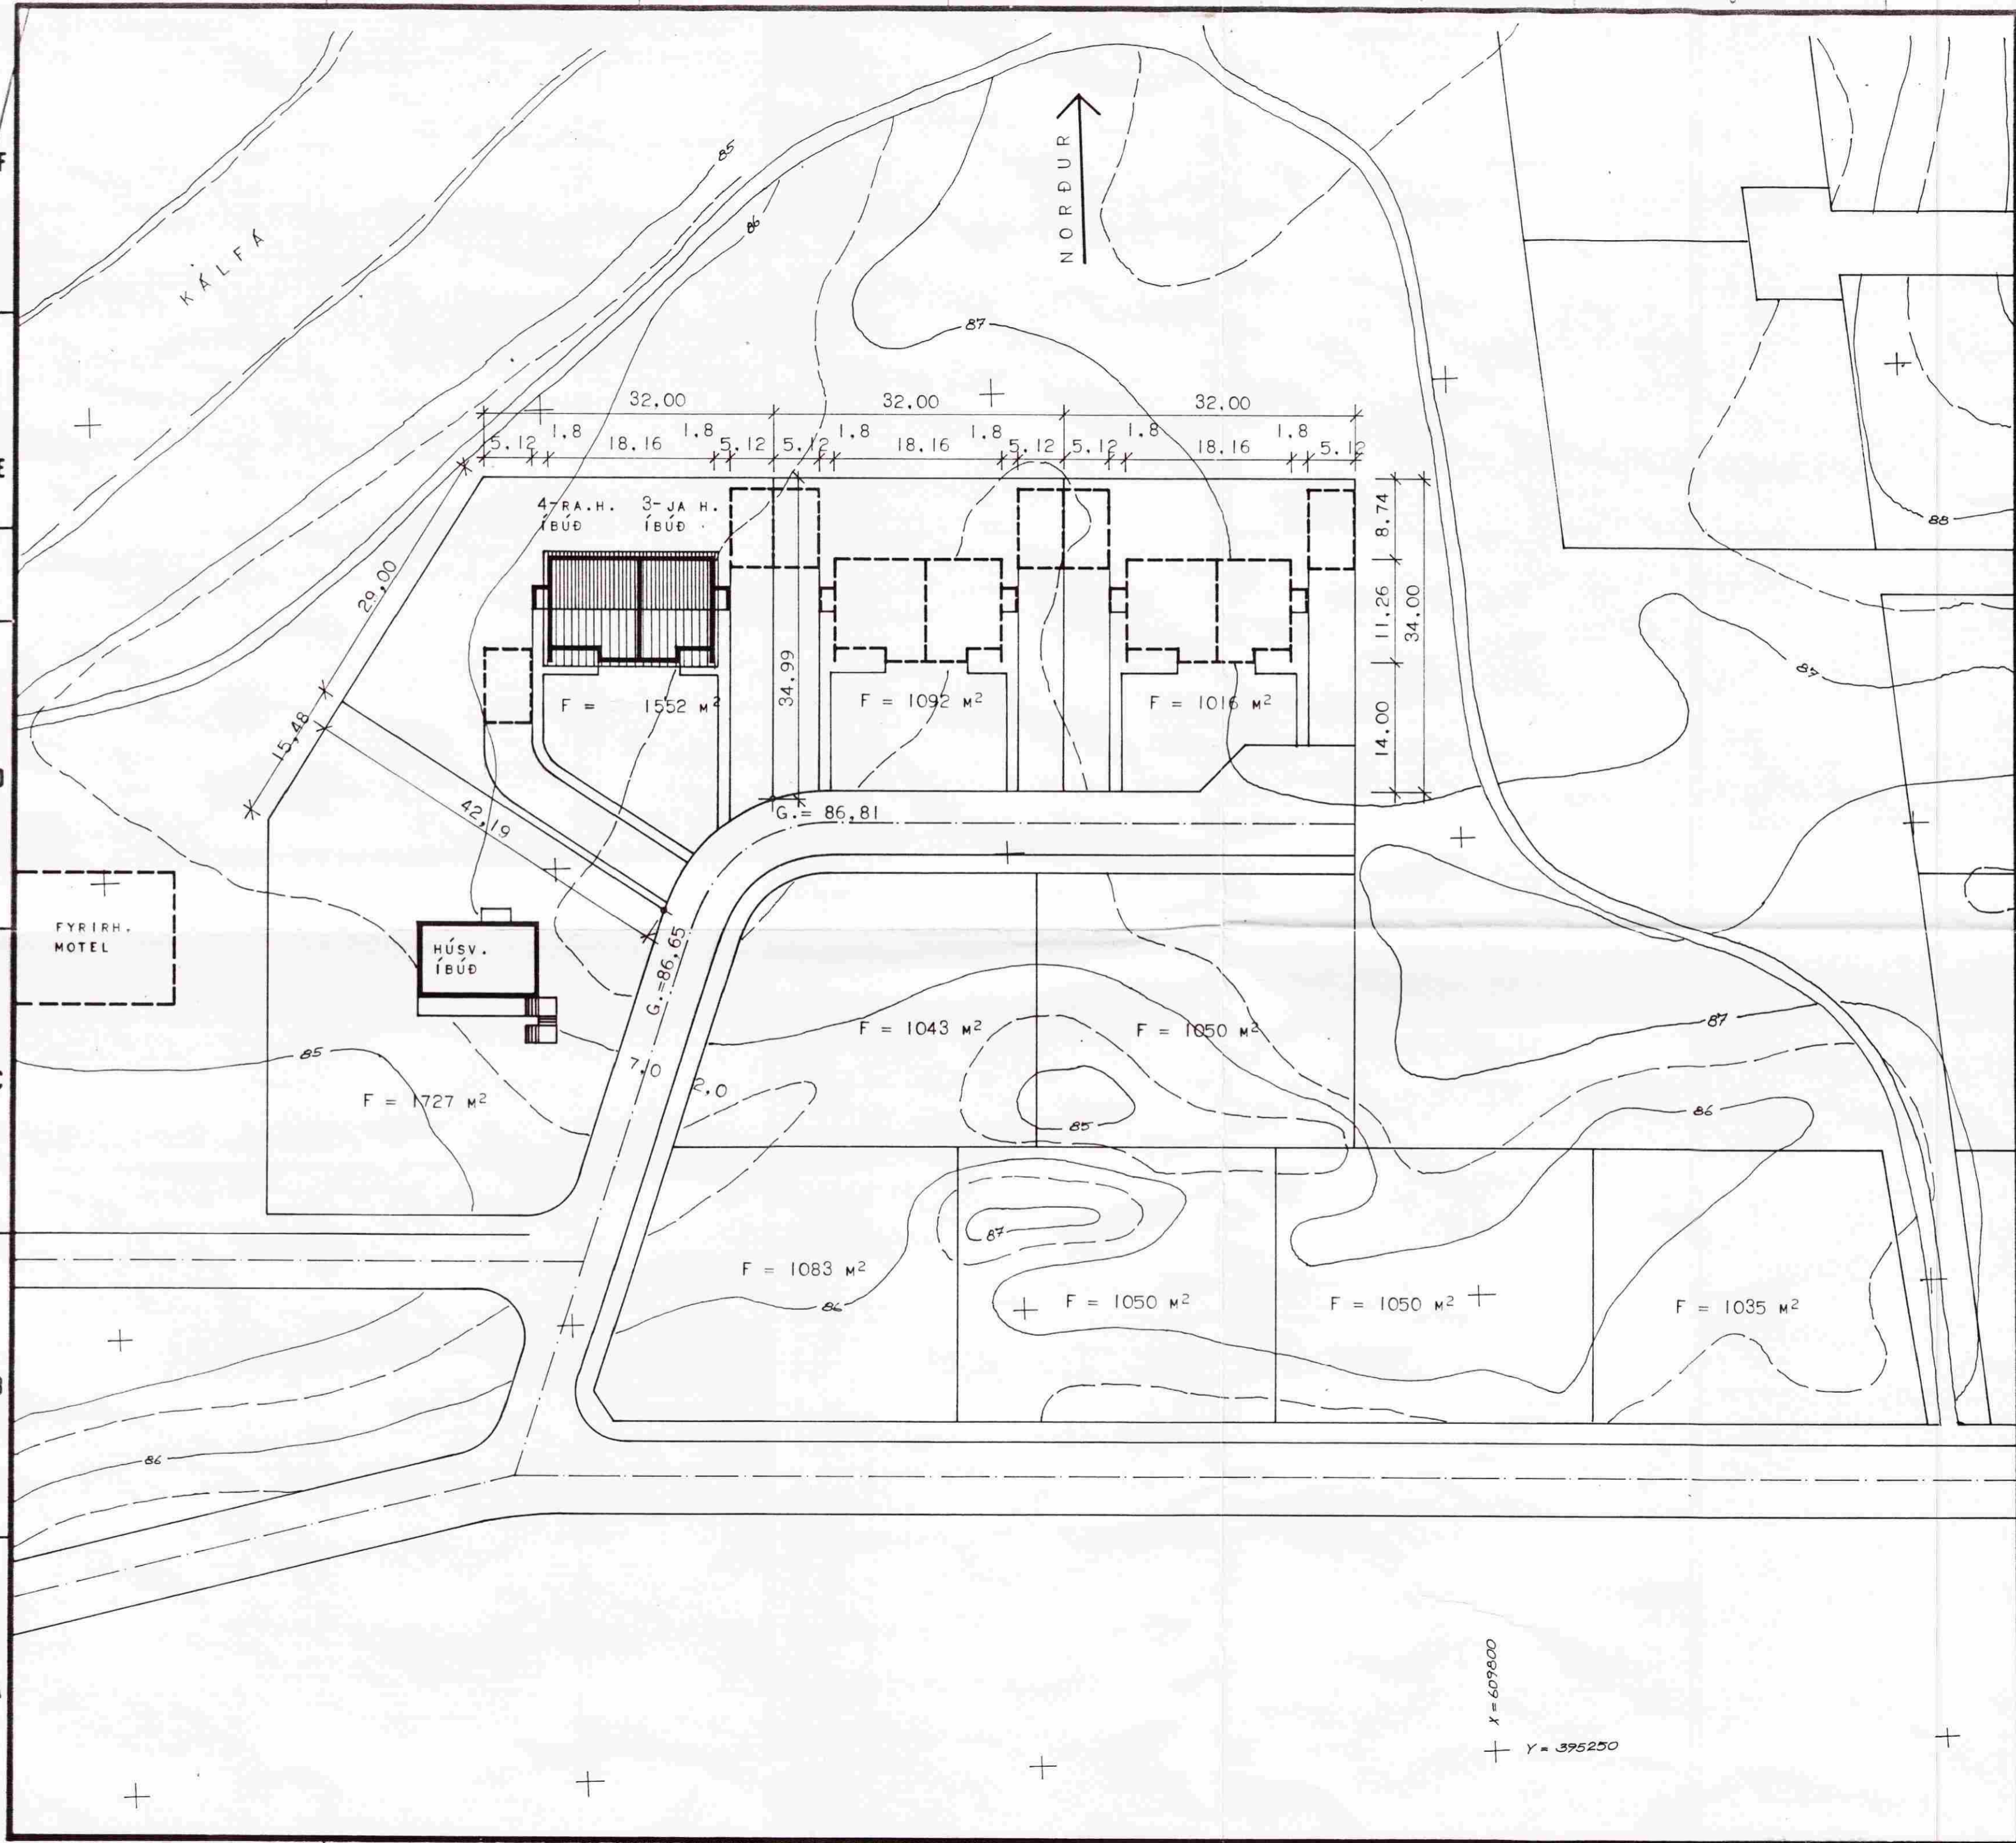 NORÐUR
KÁLFÁ
85
86
87
88
32,00 32.00 32.00
5.12 1.8 18.16 1.8 5.12 5.12 1.8 18.16 1.8 5.12 5.12 1.8 18.16 1.8 5.12
4-RA.H. ÍBÚÐ
3-JA H. ÍBÚÐ
29,00
15,48
42,19
34.99
8.74
11.26
34.00
14.00
F = 1552 M²
F = 1092 M²
F = 1016 M²
87
G.= 86,81
G.=86,65
FYRIRH.
MOTEL
HÚSV.
ÍBÚÐ
7,0
2,0
85
F = 1727 M²
F = 1043 M²
F = 1050 M²
87
85
86
87
F = 1083 M²
86
F = 1050 M²
F = 1050 M²
F = 1035 M²
86
X = 609800
Y = 395250